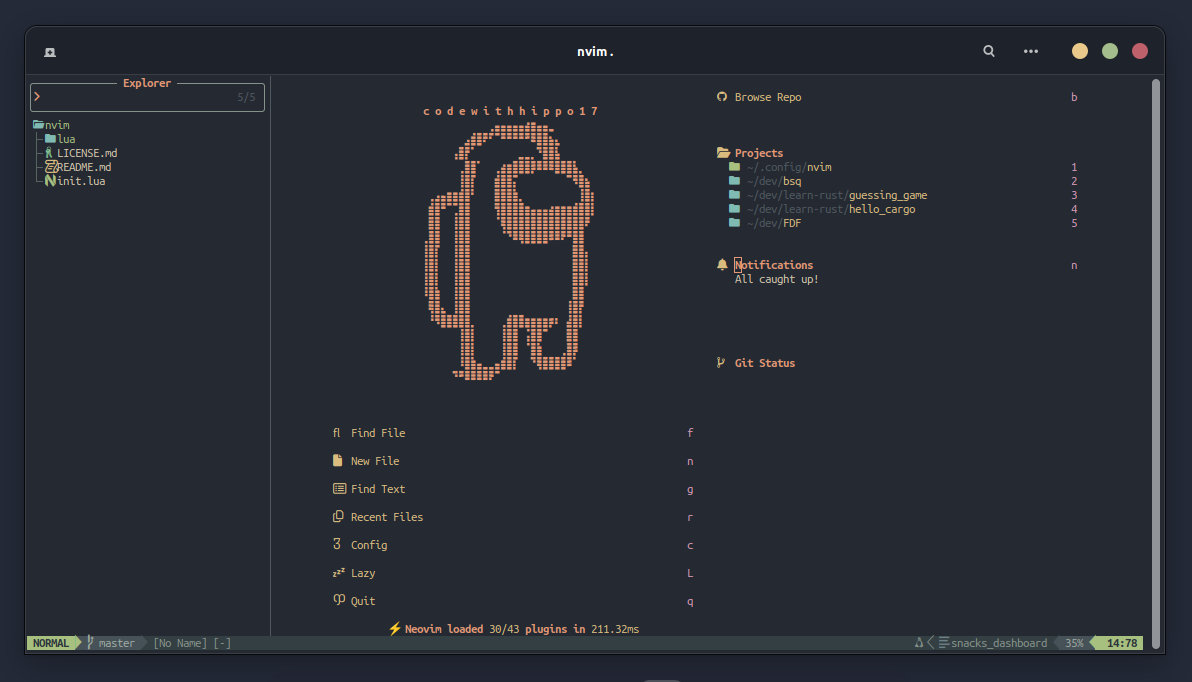 nvim .
Explorer
> 5/5
nvim
lua
LICENSE.md
README.md
init.lua
codewithhippo17
Find File f
New File n
Find Text g
Recent Files r
Config c
Lazy L
Quit q
⚡ Neovim loaded 30/43 plugins in 211.32ms
Browse Repo b
Projects
~/.config/nvim 1
~/dev/bsq 2
~/dev/learn-rust/guessing_game 3
~/dev/learn-rust/hello_cargo 4
~/dev/FDF 5
Notifications n
All caught up!
Git Status
NORMAL master [No Name] [-] snacks_dashboard 35% 14:78